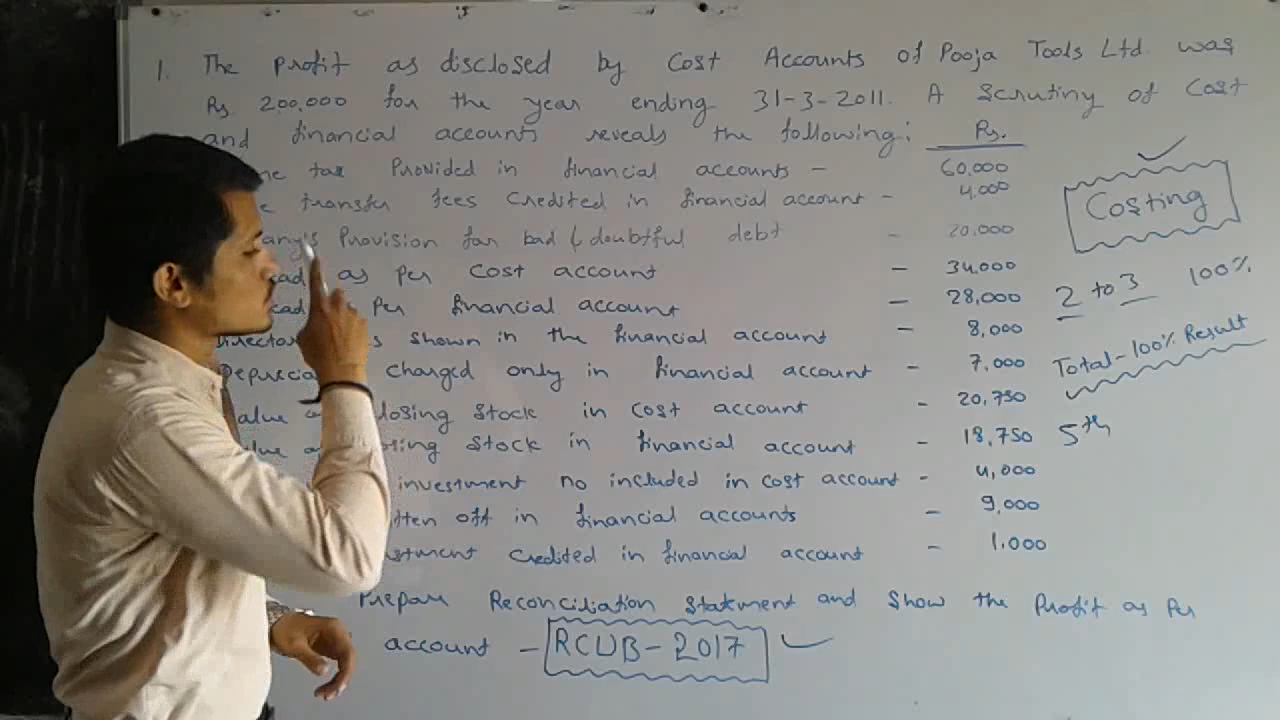 1. The Profit as disclosed by Cost Accounts of Pooja Tools Ltd. was
Rs 200,000 for the year ending 31-3-2011. A Scrutiny of Cost
and financial accounts reveals the following: Rs.
tax Provided in financial accounts - 60,000
transfer fees credited in financial account - 4,000
Provision for bad & doubtful debt - 20,000
as per cost account - 34,000
Per financial account - 28,000
shown in the financial account - 8,000
charged only in financial account - 7,000
Value stock in cost account - 20,750
stock in financial account - 18,750
investment no included in cost account - 4,000
off in financial accounts - 9,000
credited in financial account - 1,000
Prepare Reconciliation Statment and Show the Profit as Per
account - RCUB - 2017
Costing
2 to 3 100%
Total - 100% Result
5th